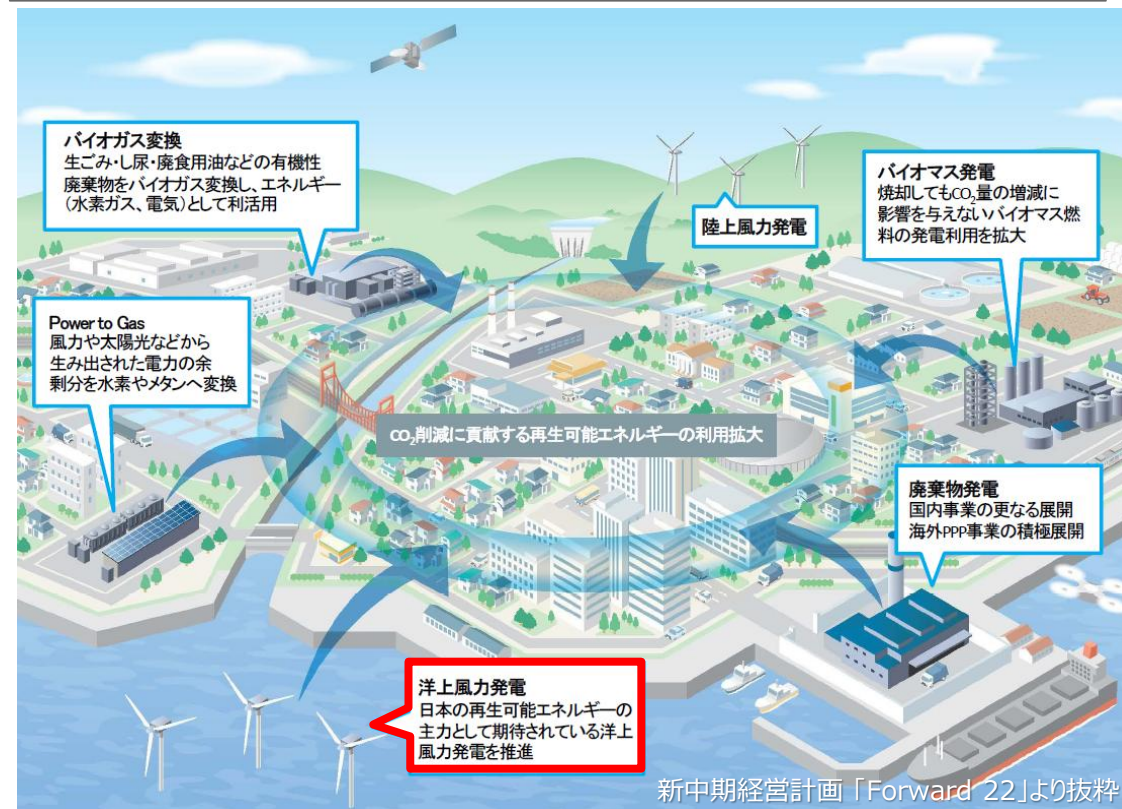 バイオガス変換
生ごみ・し尿・廃食用油などの有機性
廃棄物をバイオガス変換し、エネルギー
(水素ガス、電気)として利活用
陸上風力発電
バイオマス発電
焼却してもCO₂量の増減に
影響を与えないバイオマス燃
料の発電利用を拡大
Power to Gas
風力や太陽光などから
生み出された電力の余
剰分を水素やメタンへ変換
CO₂削減に貢献する再生可能エネルギーの利用拡大
廃棄物発電
国内事業の更なる展開
海外PPP事業の積極展開
洋上風力発電
日本の再生可能エネルギーの
主力として期待されている洋上
風力発電を推進
新中期経営計画 「Forward 22」より抜粋